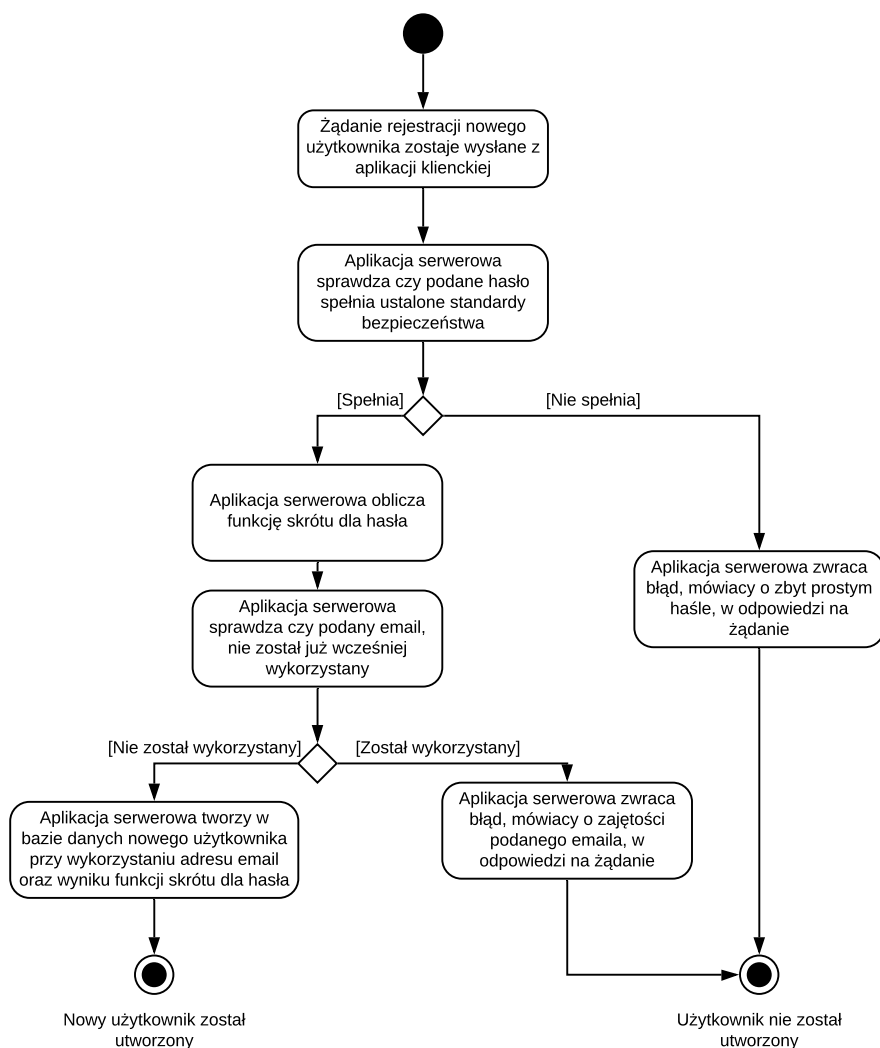 Żądanie rejestracji nowego
użytkownika zostaje wysłane z
aplikacji klienckiej
Aplikacja serwerowa
sprawdza czy podane hasło
spełnia ustalone standardy
bezpieczeństwa
[Spełnia]
[Nie spełnia]
Aplikacja serwerowa oblicza
funkcję skrótu dla hasła
Aplikacja serwerowa zwraca
błąd, mówiacy o zbyt prostym
haśle, w odpowiedzi na
żądanie
Aplikacja serwerowa
sprawdza czy podany email,
nie został już wcześniej
wykorzystany
[Nie został wykorzystany]
[Został wykorzystany]
Aplikacja serwerowa tworzy w
bazie danych nowego użytkownika
przy wykorzystaniu adresu email
oraz wyniku funkcji skrótu dla hasła
Aplikacja serwerowa zwraca
błąd, mówiacy o zajętości
podanego emaila, w
odpowiedzi na żądanie
Nowy użytkownik został
utworzony
Użytkownik nie został
utworzony